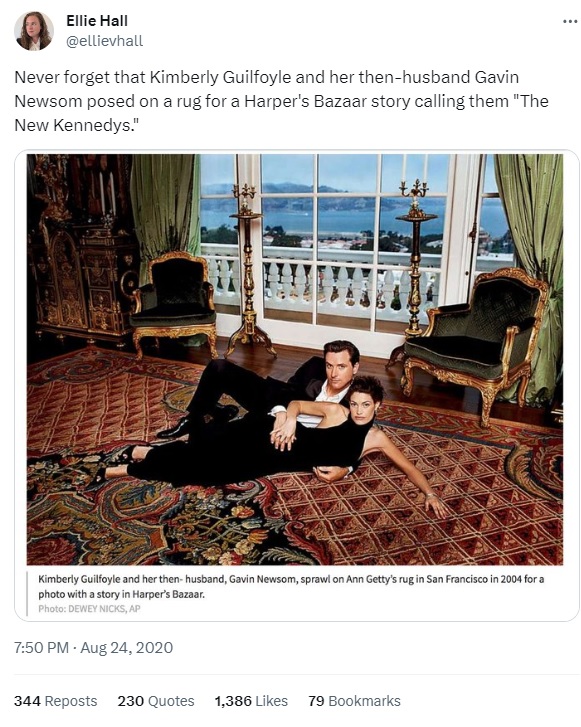 Ellie Hall
@ellievhall
Never forget that Kimberly Guilfoyle and her then-husband Gavin
Newsom posed on a rug for a Harper's Bazaar story calling them "The
New Kennedys."
Kimberly Guilfoyle and her then- husband, Gavin Newsom, sprawl on Ann Getty's rug in San Francisco in 2004 for a
photo with a story in Harper's Bazaar.
Photo: DEWEY NICKS, AP
7:50 PM · Aug 24, 2020
344 Reposts 230 Quotes 1,386 Likes 79 Bookmarks